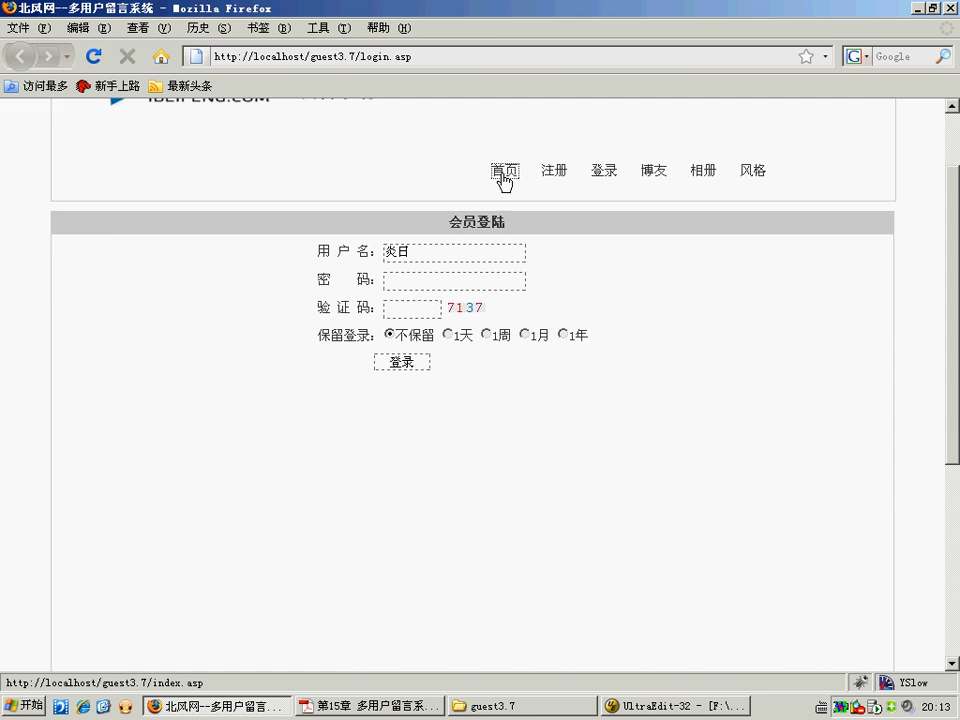 北风网--多用户留言系统 - Mozilla Firefox
文件 (F) 编辑 (E) 查看 (V) 历史 (S) 书签 (B) 工具 (T) 帮助 (H)
http://localhost/guest3.7/login.asp
Google
访问最多 新手上路 最新头条
首页 注册 登录 博友 相册 风格
会员登陆
用 户 名: 炎日
密 码:
验 证 码: 7137
保留登录: 不保留 1天 1周 1月 1年
登录
http://localhost/guest3.7/index.asp
YSlow
开始 北风网--多用户留言... 第15章 多用户留言系... guest3.7 UltraEdit-32 - [F:\... 20:13